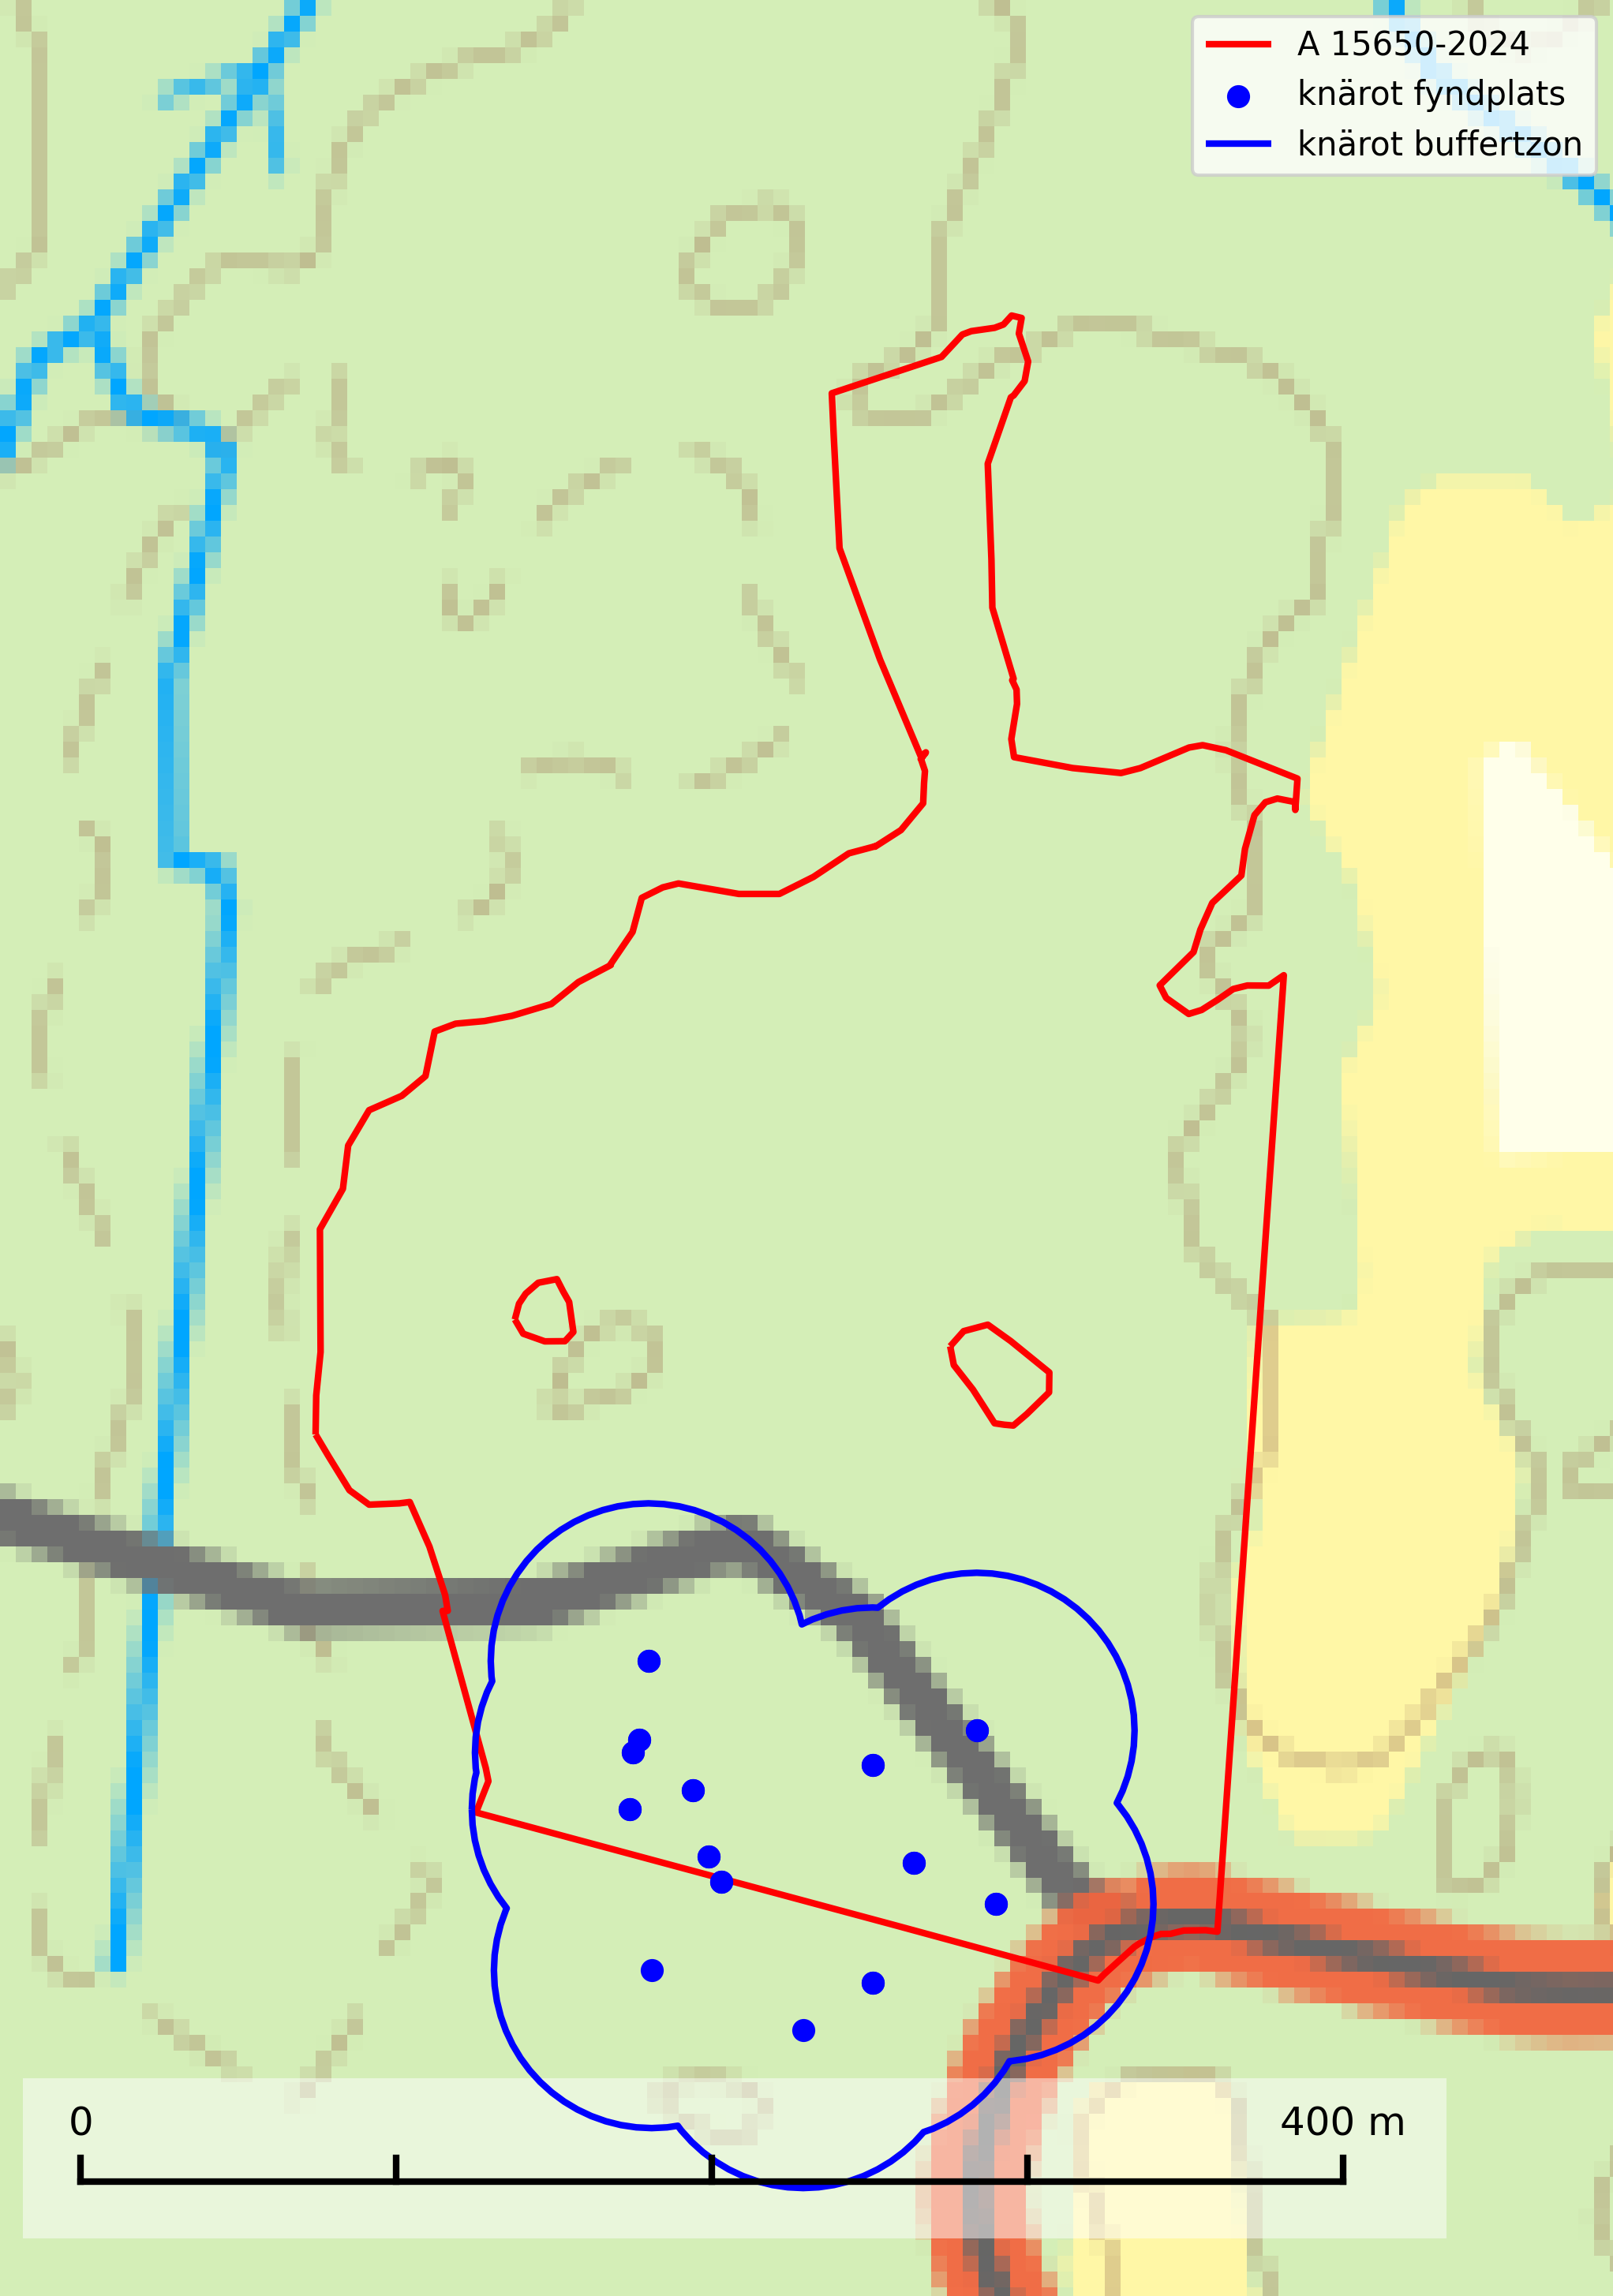 A 15650-2024
knärot fyndplats
knärot buffertzon
0 400 m